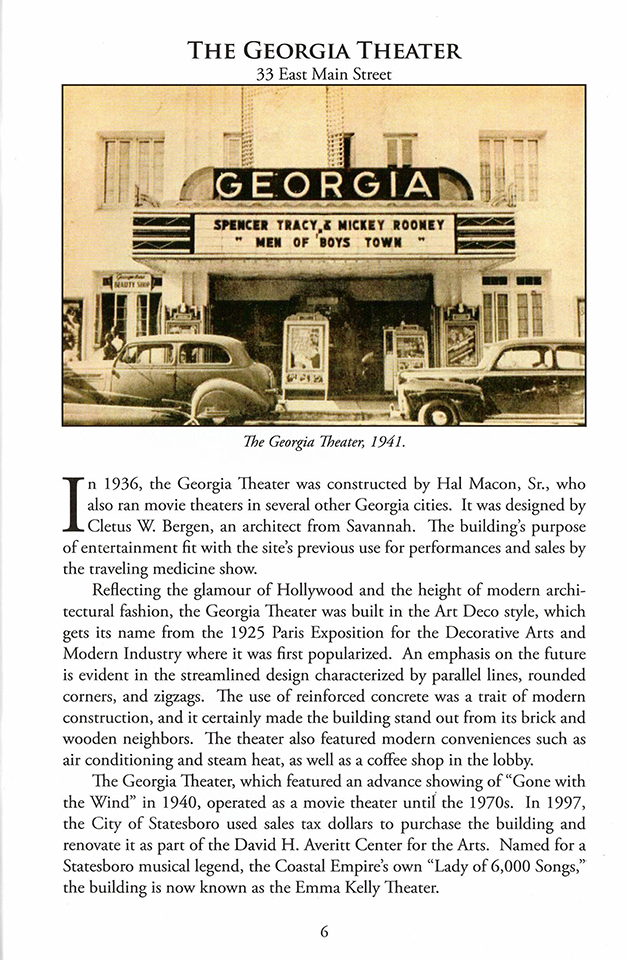 THE GEORGIA THEATER
33 East Main Street
GEORGIA
SPENCER TRACY & MICKEY ROONEY
" MEN OF BOYS TOWN "
BEAUTY SHOP
The Georgia Theater, 1941.
In 1936, the Georgia Theater was constructed by Hal Macon, Sr., who
also ran movie theaters in several other Georgia cities. It was designed by
Cletus W. Bergen, an architect from Savannah. The building's purpose
of entertainment fit with the site's previous use for performances and sales by
the traveling medicine show.
Reflecting the glamour of Hollywood and the height of modern archi-
tectural fashion, the Georgia Theater was built in the Art Deco style, which
gets its name from the 1925 Paris Exposition for the Decorative Arts and
Modern Industry where it was first popularized. An emphasis on the future
is evident in the streamlined design characterized by parallel lines, rounded
corners, and zigzags. The use of reinforced concrete was a trait of modern
construction, and it certainly made the building stand out from its brick and
wooden neighbors. The theater also featured modern conveniences such as
air conditioning and steam heat, as well as a coffee shop in the lobby.
The Georgia Theater, which featured an advance showing of "Gone with
the Wind" in 1940, operated as a movie theater until the 1970s. In 1997,
the City of Statesboro used sales tax dollars to purchase the building and
renovate it as part of the David H. Averitt Center for the Arts. Named for a
Statesboro musical legend, the Coastal Empire's own "Lady of 6,000 Songs,"
the building is now known as the Emma Kelly Theater.
6